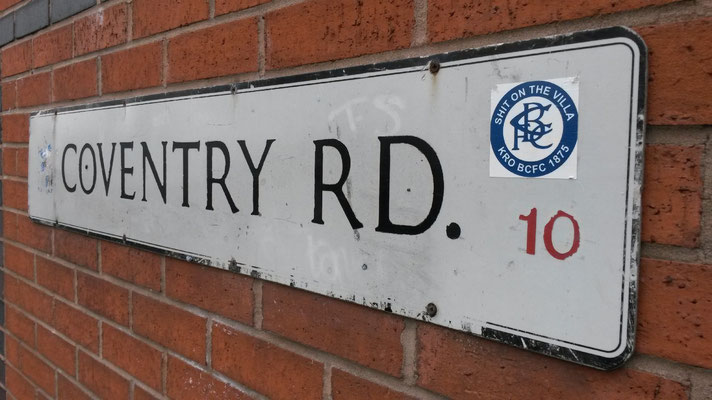 COVENTRY RD.
SHIT ON THE VILLA
BCFC
KRO BCFC 1875
10